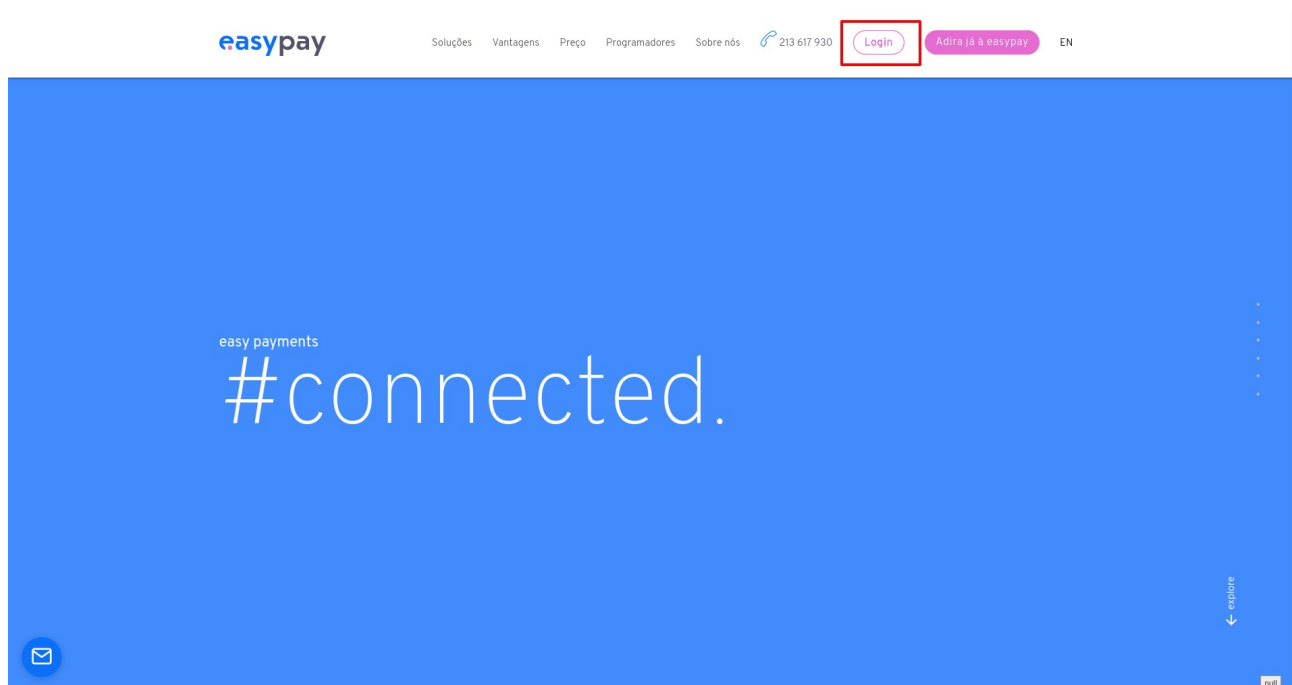 easypay
Soluções Vantagens Preço Programadores Sobre nós 213 617 930 Login Adira já à easypay EN
easy payments
#connected.
explore
null